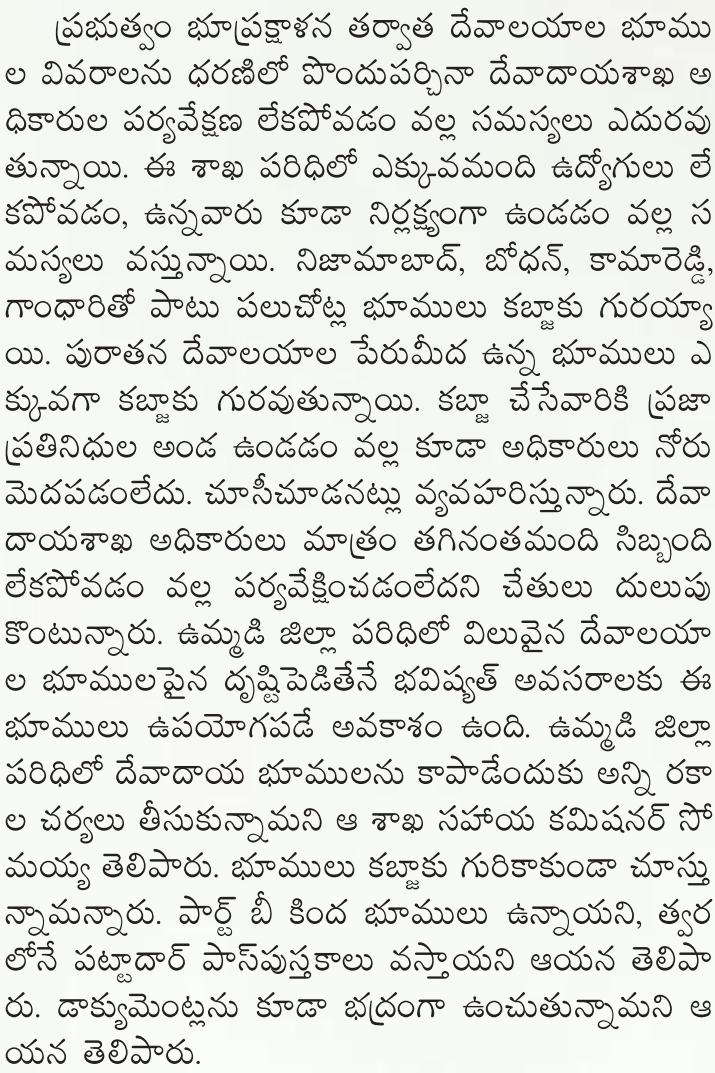 ప్రభుత్వం భూప్రక్షాళన తర్వాత దేవాలయాల భూము
ల వివరాలను ధరణిలో పొందుపర్చినా దేవాదాయశాఖ అ
ధికారుల పర్యవేక్షణ లేకపోవడం వల్ల సమస్యలు ఎదురవు
తున్నాయి. ఈ శాఖ పరిధిలో ఎక్కువమంది ఉద్యోగులు లే
కపోవడం, ఉన్నవారు కూడా నిర్లక్ష్యంగా ఉండడం వల్ల స
మస్యలు వస్తున్నాయి. నిజామాబాద్, బోధన్, కామారెడ్డి,
గాంధారితో పాటు పలుచోట్ల భూములు కబ్జాకు గురయ్యా
యి. పురాతన దేవాలయాల పేరుమీద ఉన్న భూములు ఎ
క్కువగా కబ్జాకు గురవుతున్నాయి. కబ్జా చేసేవారికి ప్రజా
ప్రతినిధుల అండ ఉండడం వల్ల కూడా అధికారులు నోరు
మెదపడంలేదు. చూసీచూడనట్లు వ్యవహరిస్తున్నారు. దేవా
దాయశాఖ అధికారులు మాత్రం తగినంతమంది సిబ్బంది
లేకపోవడం వల్ల పర్యవేక్షించడంలేదని చేతులు దులుపు
కొంటున్నారు. ఉమ్మడి జిల్లా పరిధిలో విలువైన దేవాలయా
ల భూములపైన దృష్టిపెడితేనే భవిష్యత్ అవసరాలకు ఈ
భూములు ఉపయోగపడే అవకాశం ఉంది. ఉమ్మడి జిల్లా
పరిధిలో దేవాదాయ భూములను కాపాడేందుకు అన్ని రకా
ల చర్యలు తీసుకున్నామని ఆ శాఖ సహాయ కమిషనర్ సో
మయ్య తెలిపారు. భూములు కబ్జాకు గురికాకుండా చూస్తు
న్నామన్నారు. పార్ట్ బీ కింద భూములు ఉన్నాయని, త్వర
లోనే పట్టాదార్ పాస్‌పుస్తకాలు వస్తాయని ఆయన తెలిపా
రు. డాక్యుమెంట్లను కూడా భద్రంగా ఉంచుతున్నామని ఆ
యన తెలిపారు.